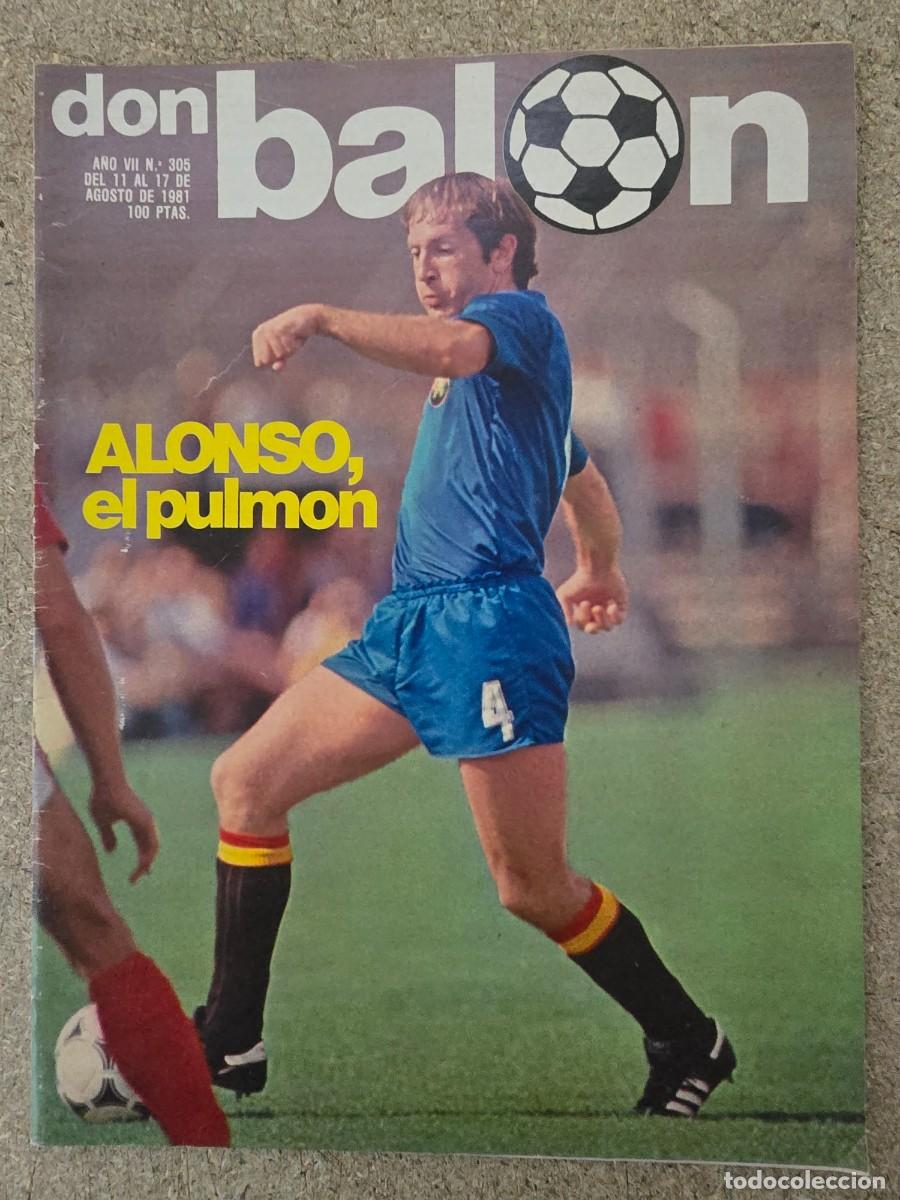 don balon
AÑO VII N.º 305
DEL 11 AL 17 DE
AGOSTO DE 1981
100 PTAS.
ALONSO,
el pulmon
4
todocoleccion